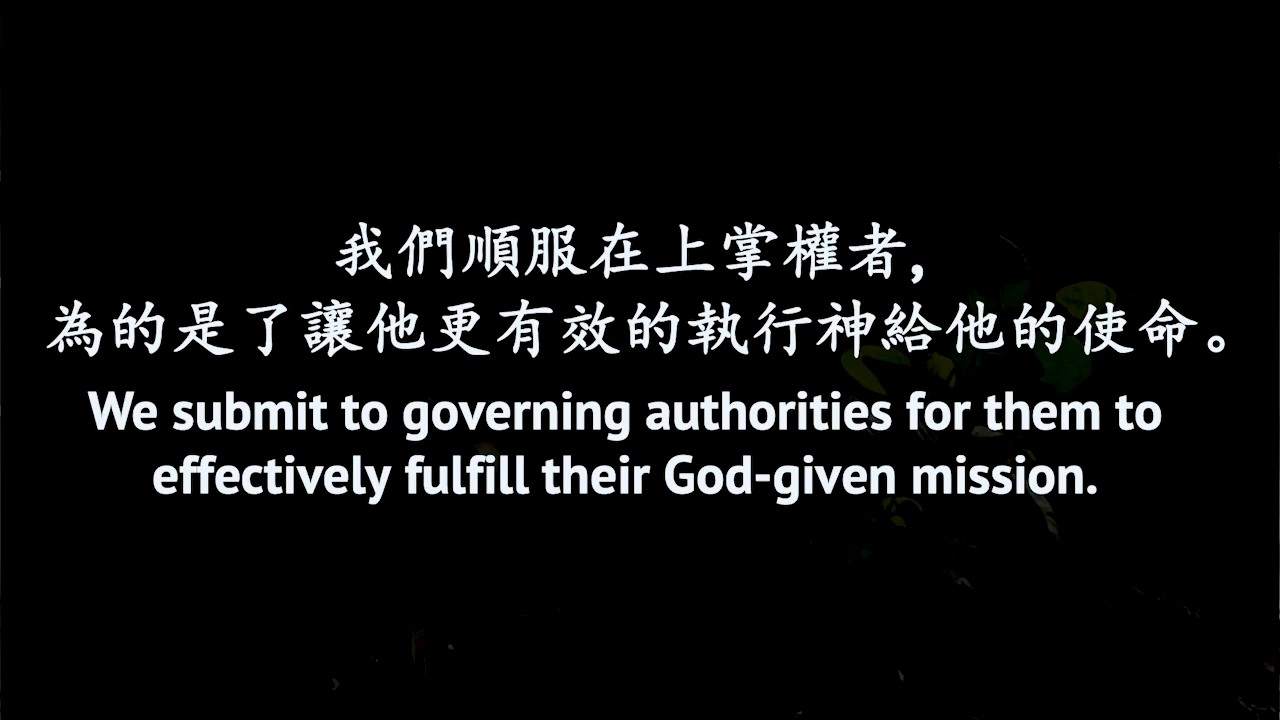 我們順服在上掌權者,
為的是了讓他更有效的執行神給他的使命。
We submit to governing authorities for them to
effectively fulfill their God-given mission.